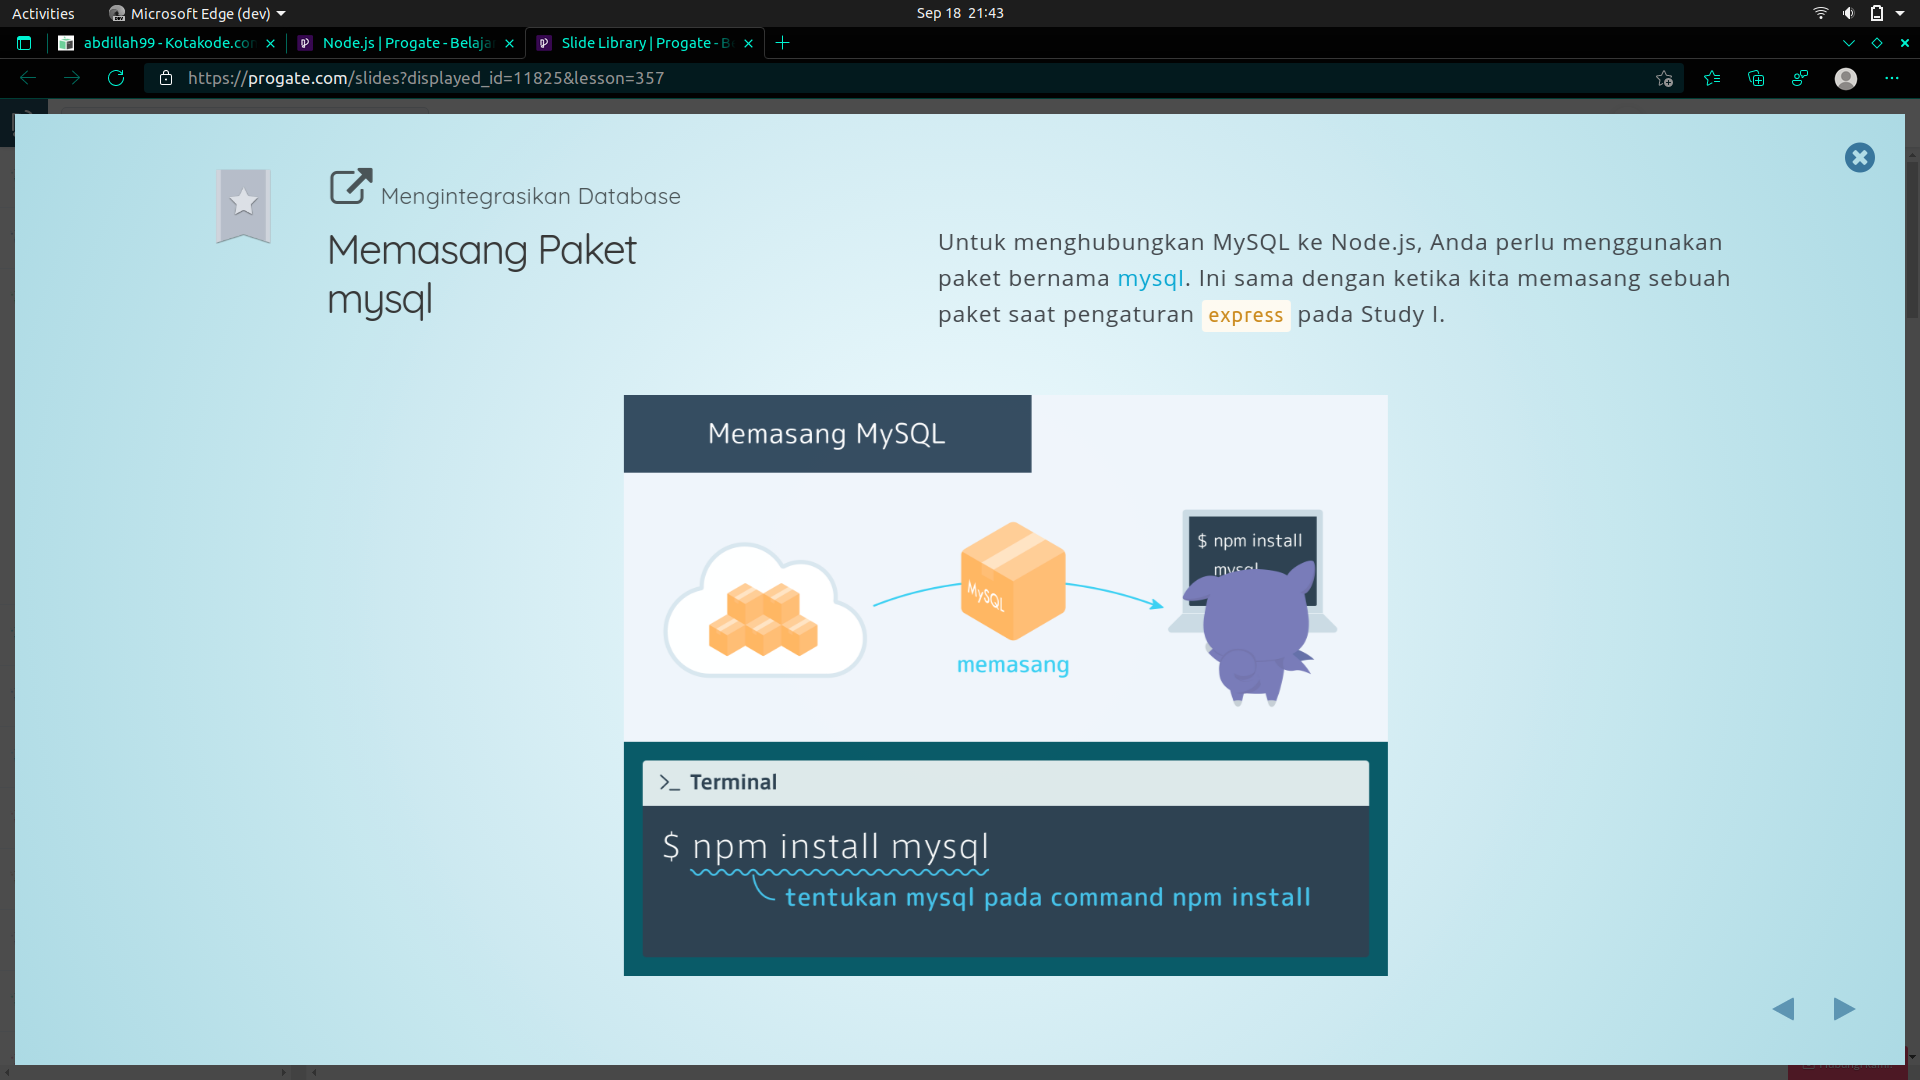 Activities
Microsoft Edge (dev)
Sep 18 21:43
abdillah99 - Kotakode.com
Node.js | Progate - Belaja
Slide Library | Progate - Be
https://progate.com/slides?displayed_id=11825&lesson=357
Mengintegrasikan Database
Memasang Paket
mysql
Untuk menghubungkan MySQL ke Node.js, Anda perlu menggunakan
paket bernama mysql. Ini sama dengan ketika kita memasang sebuah
paket saat pengaturan express pada Study I.
Memasang MySQL
$ npm install
mysql
MySQL
memasang
>_ Terminal
$ npm install mysql
tentukan mysql pada command npm install